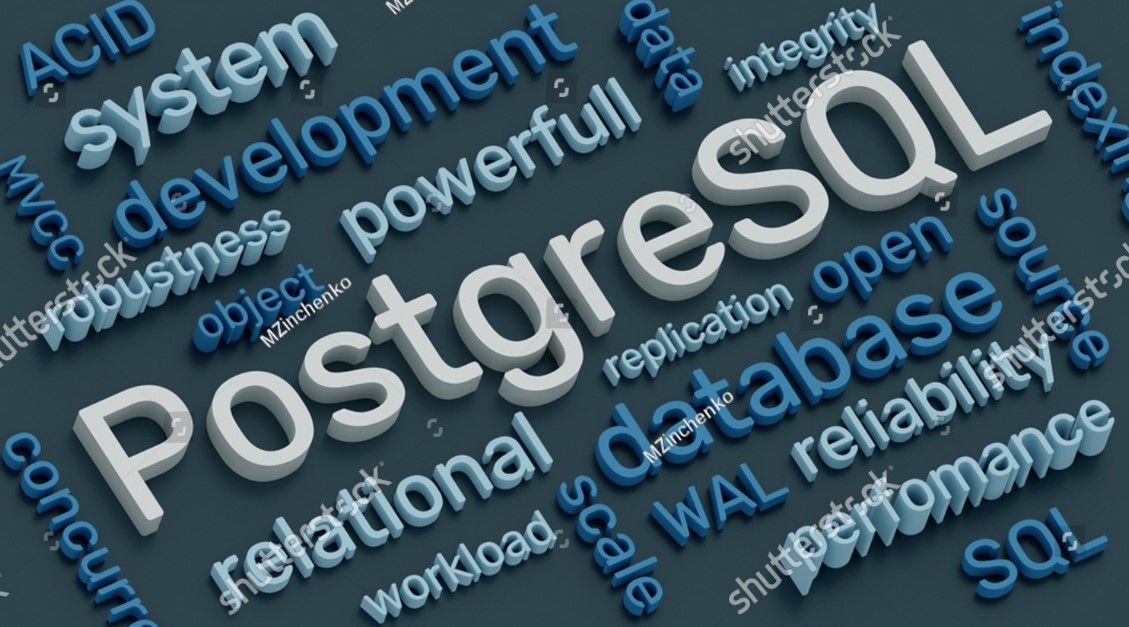 ACID
system
development
data
integrity
indexin
MVCC
robustness
powerfull
object
PostgreSQL
open
source
replication
database
reliability
perfomance
concurre
relational
workload
scale
WAL
SQL
shutterstock
shutterstock
shutterstock
shutterstock
shutterstock
shutterstock
MZinchenko
MZinchenko
MZ